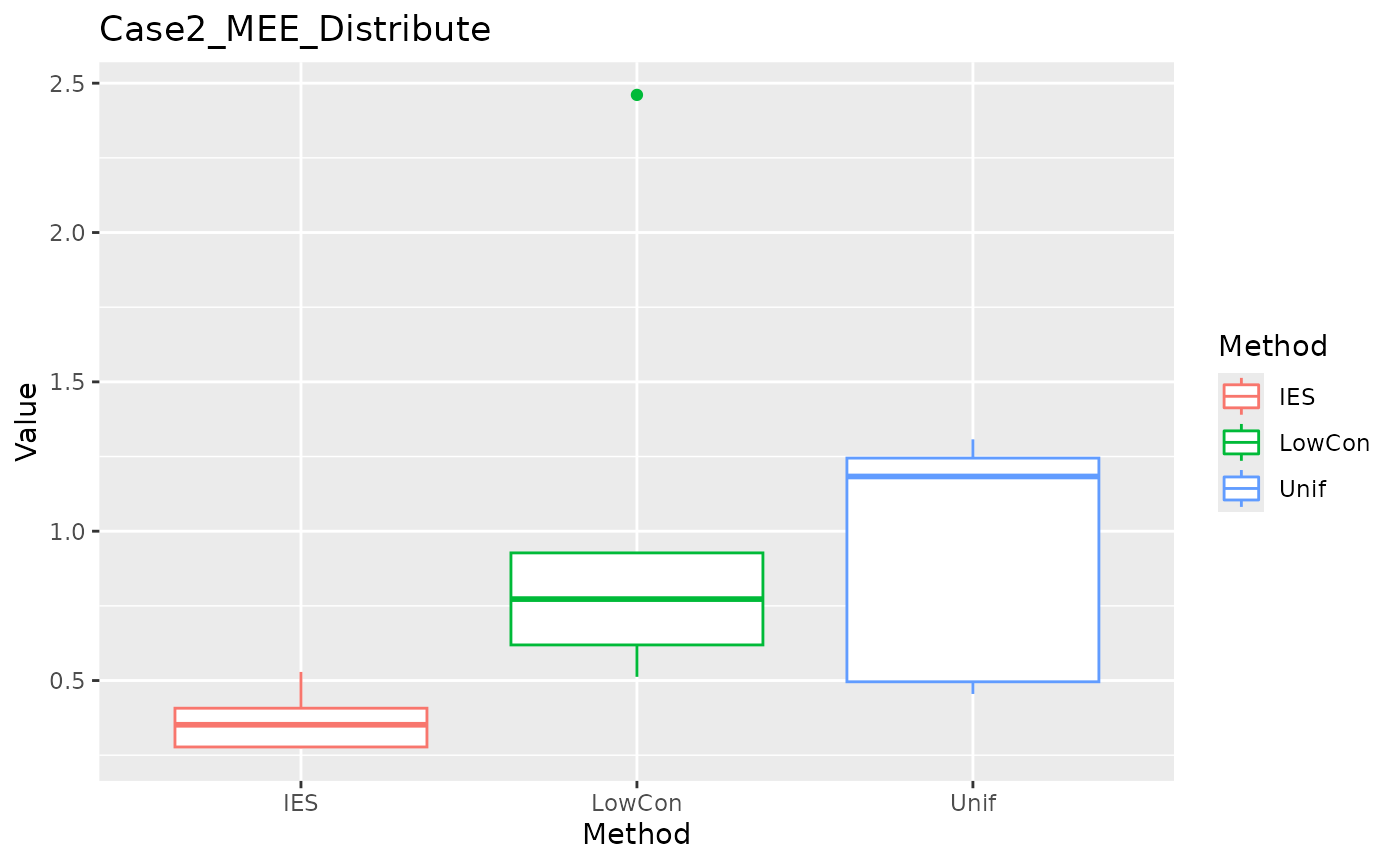 Case2_MEE_Distribute
2.5
2.0
1.5
1.0
0.5
Value
IES
LowCon
Unif
Method
Method
IES
LowCon
Unif